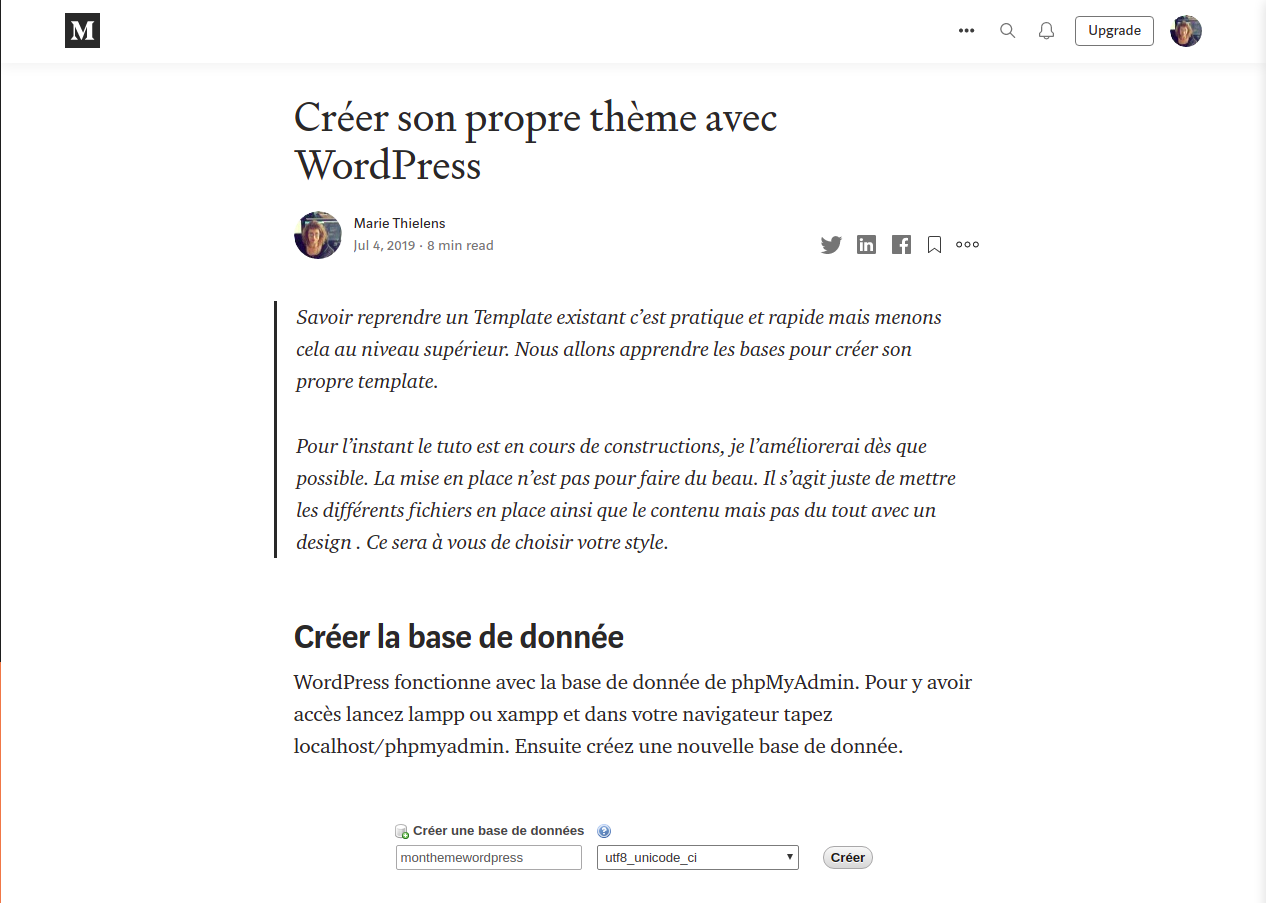 M
Upgrade
Créer son propre thème avec
WordPress
Marie Thielens
Jul 4, 2019 · 8 min read
Savoir reprendre un Template existant c’est pratique et rapide mais menons
cela au niveau supérieur. Nous allons apprendre les bases pour créer son
propre template.
Pour l’instant le tuto est en cours de constructions, je l’améliorerai dès que
possible. La mise en place n’est pas pour faire du beau. Il s’agit juste de mettre
les différents fichiers en place ainsi que le contenu mais pas du tout avec un
design . Ce sera à vous de choisir votre style.
Créer la base de donnée
WordPress fonctionne avec la base de donnée de phpMyAdmin. Pour y avoir
accès lancez lampp ou xampp et dans votre navigateur tapez
localhost/phpmyadmin. Ensuite créez une nouvelle base de donnée.
Créer une base de données
monthemewordpress utf8_unicode_ci Créer